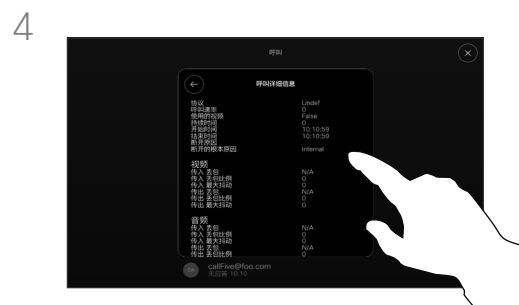 4
呼叫
呼叫详细信息
协议 Undef
呼叫速率 0
使用的视频 False
持续时间 0
开始时间 10:10:59
结束时间 10:10:59
断开原因
断开的根本原因 Internal
视频
传入 丢包 N/A
传入 丢包比例 0
传入 最大抖动 0
传出 丢包 N/A
传出 丢包比例 0
传出 最大抖动 0
音频
传入 丢包 N/A
传入 丢包比例 0
传入 最大抖动 0
传出 丢包 N/A
传出 丢包比例 0
CA callFive@foo.com
无应答 10:10